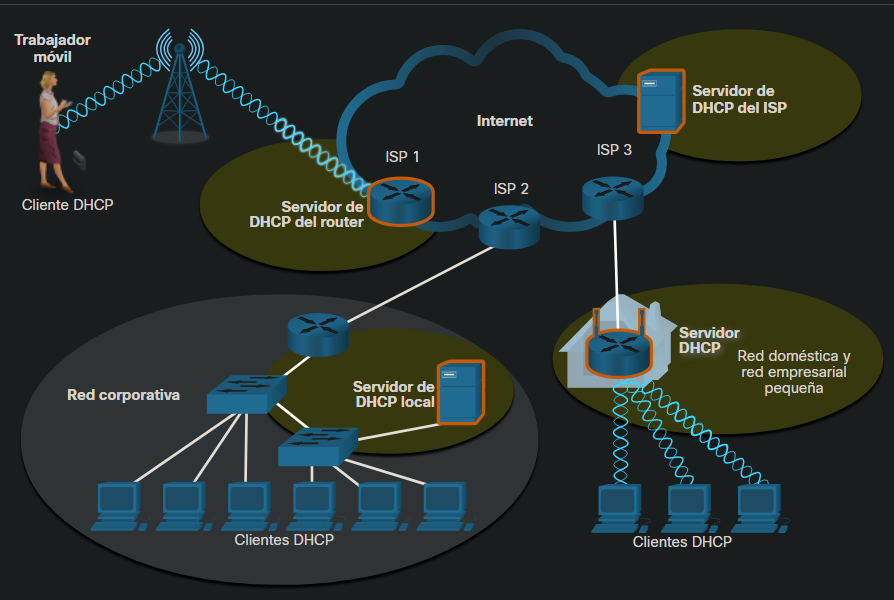 Trabajador
móvil
Cliente DHCP
Internet
ISP 1
ISP 2
ISP 3
Servidor de
DHCP del ISP
Servidor de
DHCP del router
Red corporativa
Servidor de
DHCP local
Clientes DHCP
Servidor
DHCP
Red doméstica y
red empresarial
pequeña
Clientes DHCP